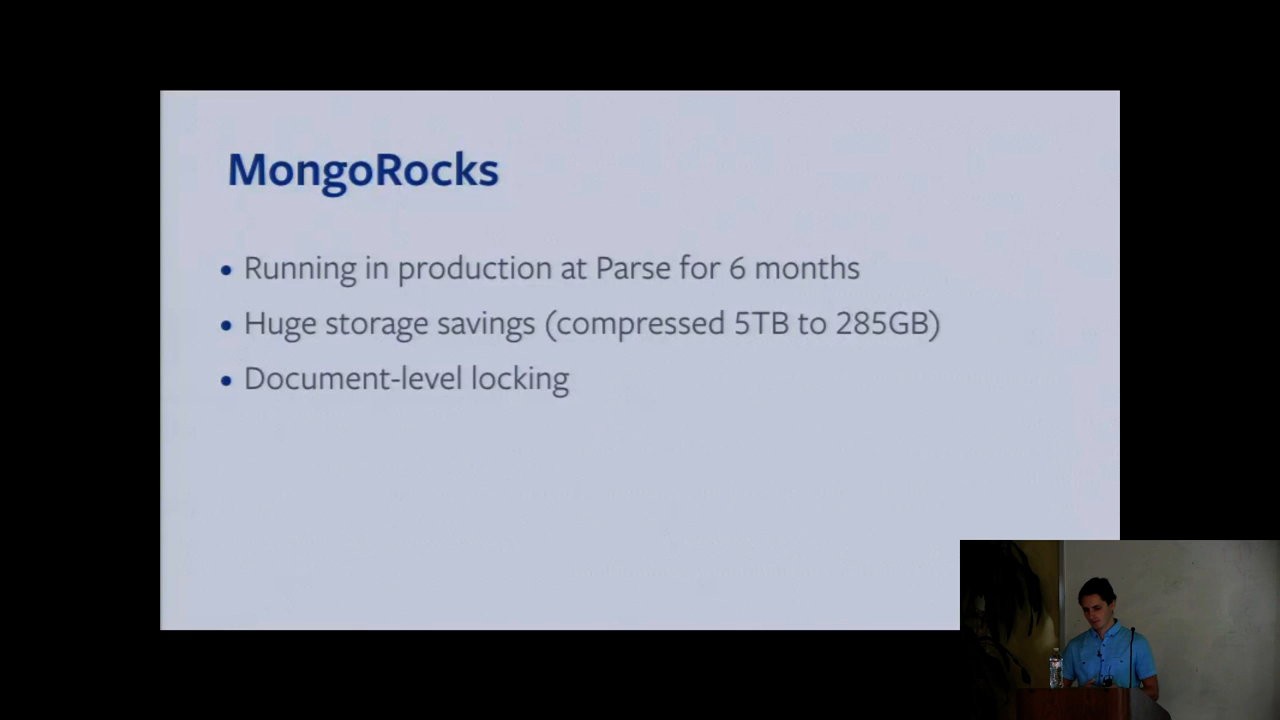 MongoRocks
• Running in production at Parse for 6 months
• Huge storage savings (compressed 5TB to 285GB)
• Document-level locking